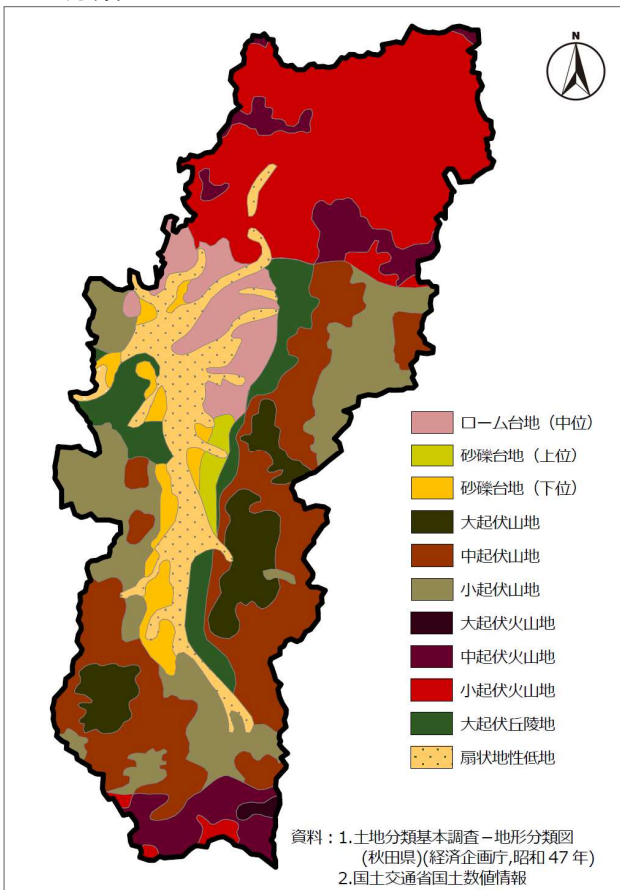 N
ローム台地（中位）
砂礫台地（上位）
砂礫台地（下位）
大起伏山地
中起伏山地
小起伏山地
大起伏火山地
中起伏火山地
小起伏火山地
大起伏丘陵地
扇状地性低地
資料：1.土地分類基本調査－地形分類図
(秋田県)(経済企画庁,昭和 47 年)
2.国土交通省国土数値情報